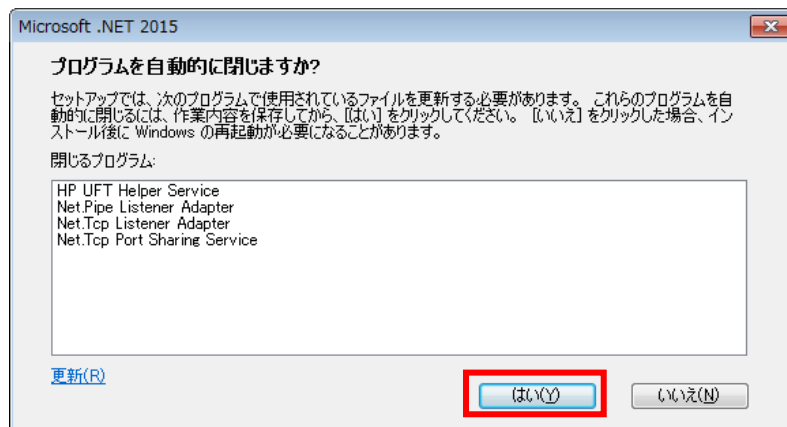 Microsoft .NET 2015
プログラムを自動的に閉じますか?
セットアップでは、次のプログラムで使用されているファイルを更新する必要があります。 これらのプログラムを自
動的に閉じるには、作業内容を保存してから、[はい] をクリックしてください。 [いいえ] をクリックした場合、イン
ストール後に Windows の再起動が必要になることがあります。
閉じるプログラム:
HP UFT Helper Service
Net.Pipe Listener Adapter
Net.Tcp Listener Adapter
Net.Tcp Port Sharing Service
更新(R)
はい(Y)
いいえ(N)